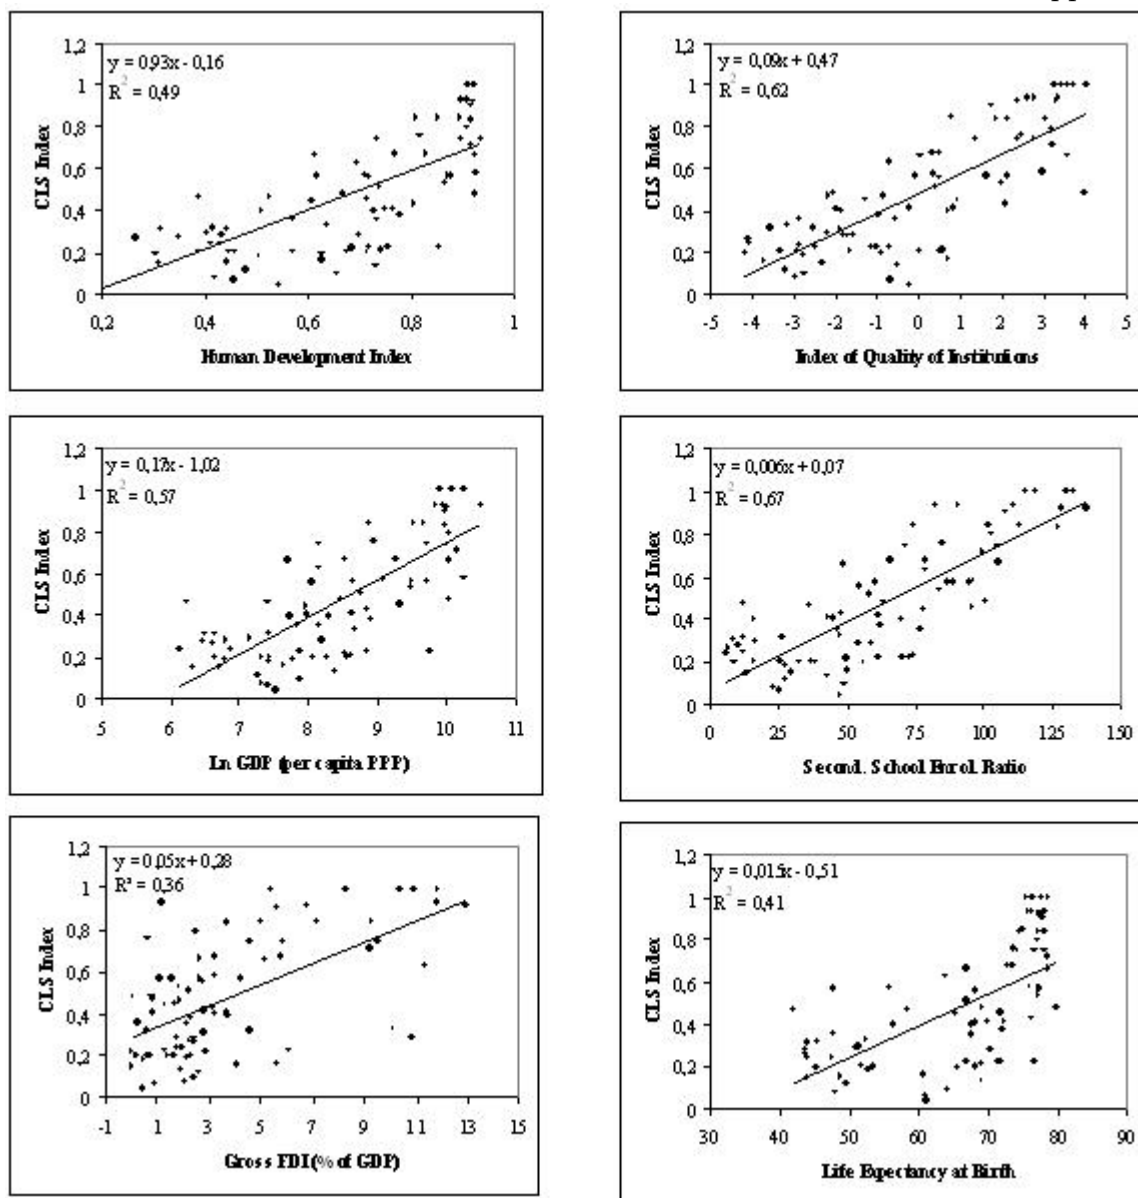 1,2
y = 0,93x - 0,16
R2 = 0,49
1
0,8
0,6
0,4
0,2
0
CLS Index
0,2 0,4 0,6 0,8 1
Human Development Index
1,2
y = 0,09x + 0,47
R2 = 0,62
1
0,8
0,6
0,4
0,2
0
CLS Index
-5 -4 -3 -2 -1 0 1 2 3 4 5
Index of Quality of Institutions
1,2
y = 0,17x - 1,02
R2 = 0,57
1
0,8
0,6
0,4
0,2
0
CLS Index
5 6 7 8 9 10 11
Ln GDP (per capita PPP)
1,2
y = 0,006x + 0,07
R2 = 0,67
1
0,8
0,6
0,4
0,2
0
CLS Index
0 25 50 75 100 125 150
Second. School Enrol. Ratio
1,2
y = 0,05x + 0,28
R² = 0,36
1
0,8
0,6
0,4
0,2
0
CLS Index
-1 1 3 5 7 9 11 13 15
Gross FDI (% of GDP)
1,2
y = 0,015x - 0,51
R2 = 0,41
1
0,8
0,6
0,4
0,2
0
CLS Index
30 40 50 60 70 80 90
Life Expectancy at Birth